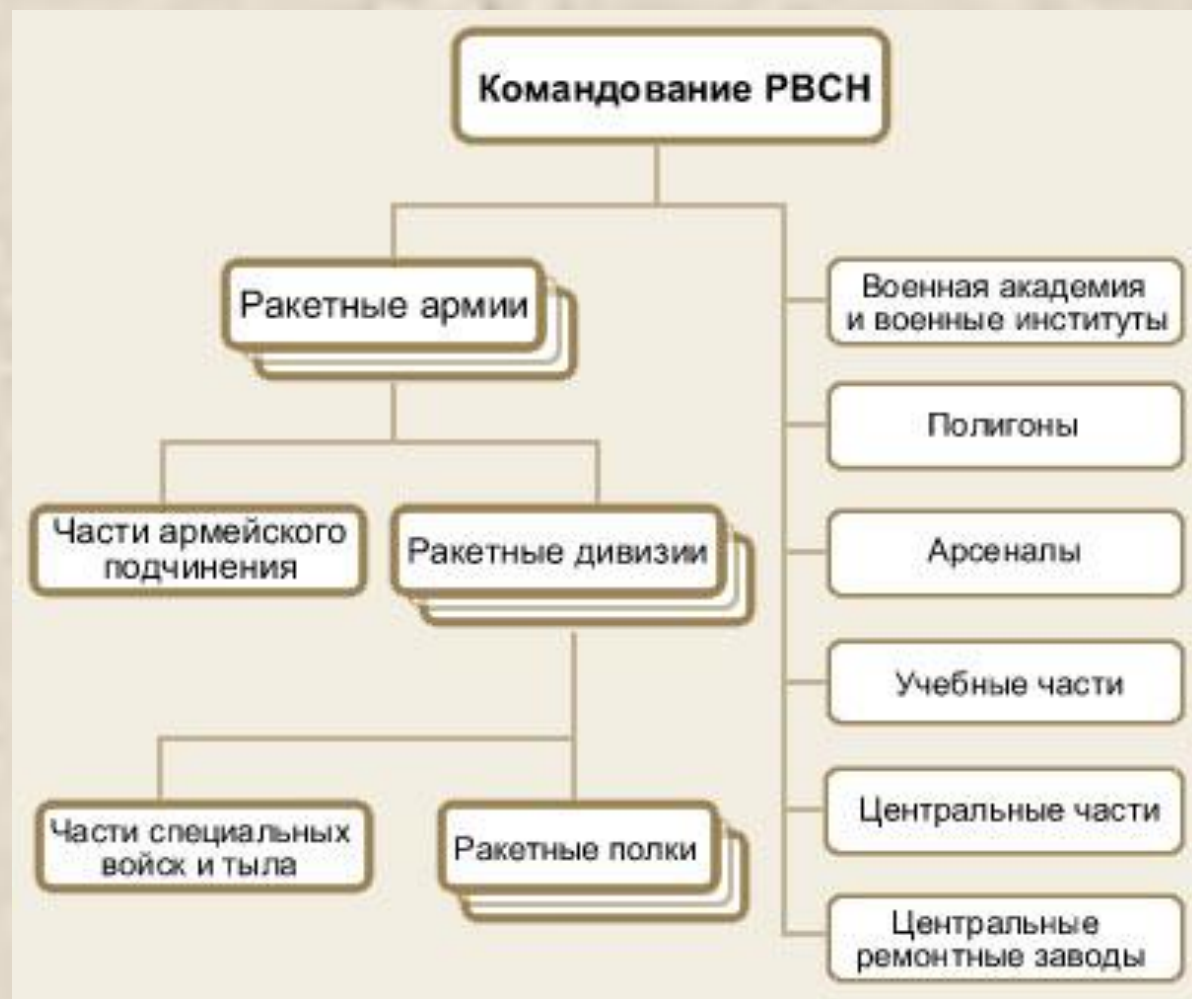 Командование РВСН
Ракетные армии
Части армейского
подчинения
Ракетные дивизии
Части специальных
войск и тыла
Ракетные полки
Военная академия
и военные институты
Полигоны
Арсеналы
Учебные части
Центральные части
Центральные
ремонтные заводы